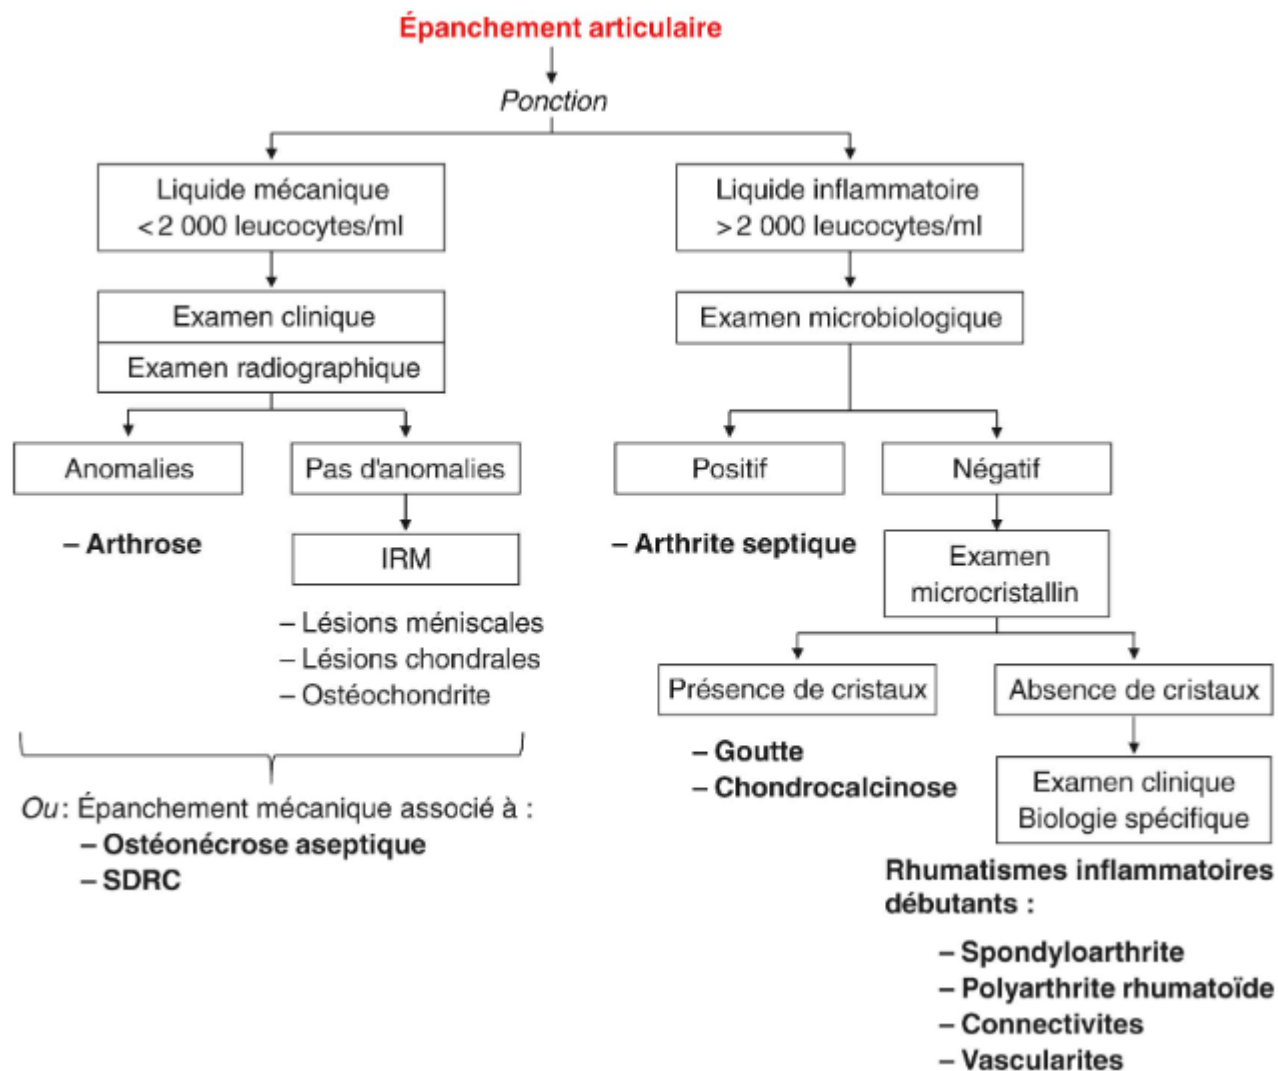 Épanchement articulaire
Ponction
Liquide mécanique
< 2 000 leucocytes/ml
Liquide inflammatoire
> 2 000 leucocytes/ml
Examen clinique
Examen radiographique
Examen microbiologique
Anomalies
Pas d'anomalies
Positif
Négatif
– Arthrose
IRM
– Arthrite septique
Examen
microcristallin
– Lésions méniscales
– Lésions chondrales
– Ostéochondrite
Présence de cristaux
Absence de cristaux
– Goutte
– Chondrocalcinose
Examen clinique
Biologie spécifique
Ou : Épanchement mécanique associé à :
– Ostéonécrose aseptique
– SDRC
Rhumatismes inflammatoires
débutants :
– Spondyloarthrite
– Polyarthrite rhumatoïde
– Connectivites
– Vascularites